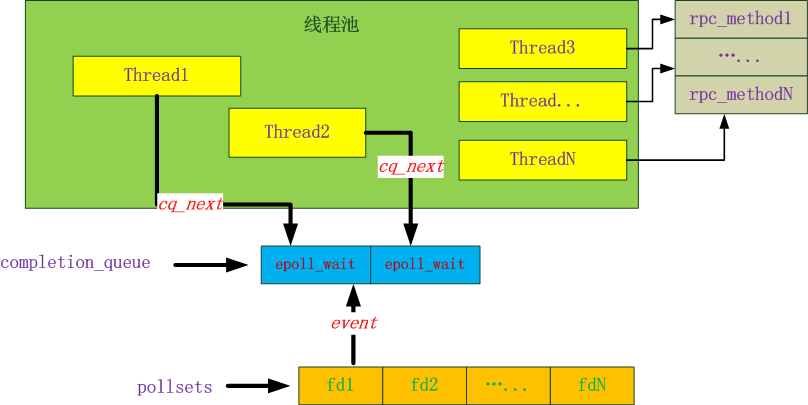 线程池
rpc_method1
Thread3
…...
Thread1
Thread...
rpc_methodN
Thread2
ThreadN
cq_next
cq_next
completion_queue
epoll_wait
epoll_wait
event
pollsets
fd1
fd2
…...
fdN